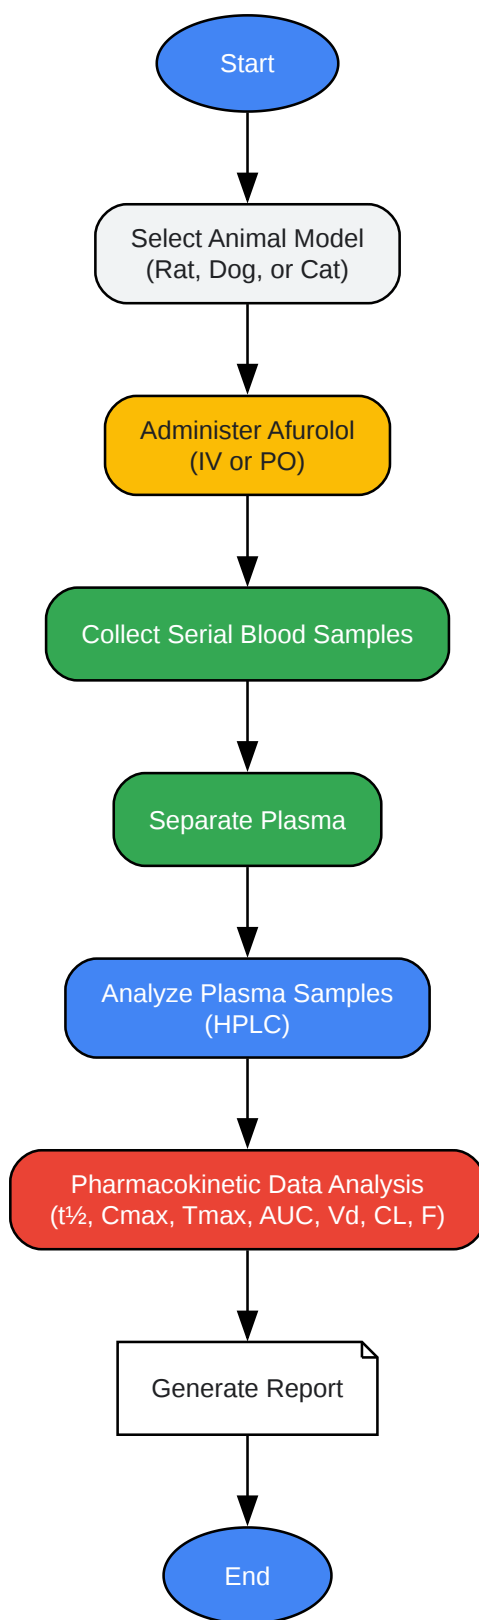 Start
Select Animal Model
(Rat, Dog, or Cat)
Administer Afurolol
(IV or PO)
Collect Serial Blood Samples
Separate Plasma
Analyze Plasma Samples
(HPLC)
Pharmacokinetic Data Analysis
(t½, Cmax, Tmax, AUC, Vd, CL, F)
Generate Report
End